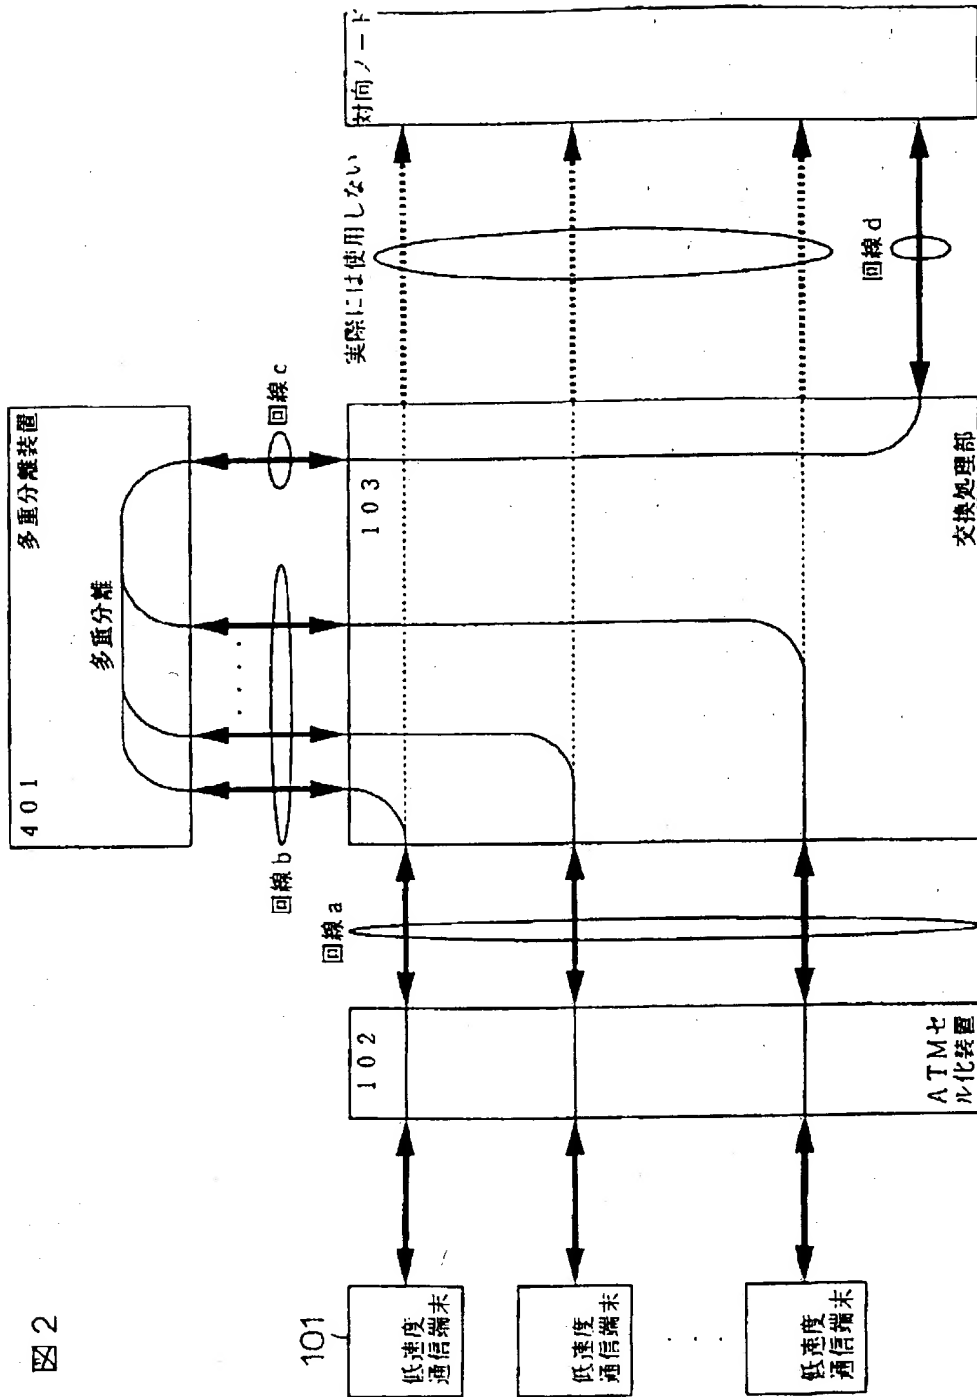 図2
101
低速度
通信端末
低速度
通信端末
. . .
低速度
通信端末
102
ATMセ
ル化装置
回線a
回線b
401
多重分離
多重分離装置
. . . . .
回線c
103
交換処理部
実際には使用しない
回線d
対向ノード